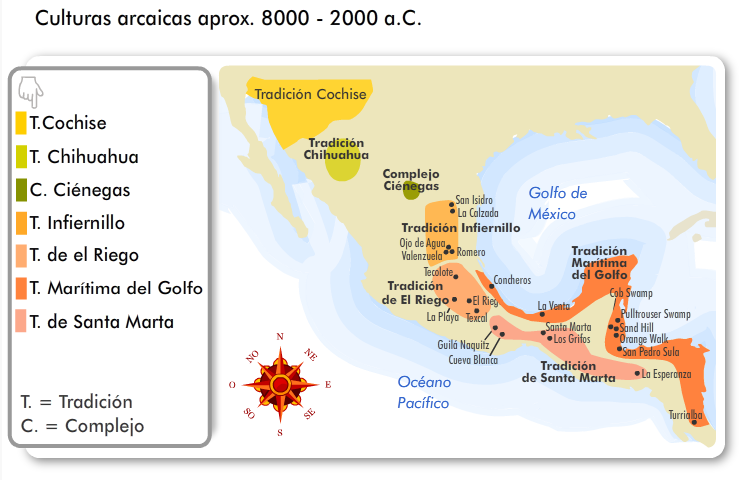 Culturas arcaicas aprox. 8000 - 2000 a.C.
T.Cochise
T. Chihuahua
C. Ciénegas
T. Infiernillo
T. de el Riego
T. Marítima del Golfo
T. de Santa Marta
T. = Tradición
C. = Complejo
Tradición Cochise
Tradición
Chihuahua
Complejo
Ciénegas
San Isidro
La Calzada
Tradición Infiernillo
Ojo de Agua
Valenzuela
Romero
Golfo de
México
Tradición
Marítima
del Golfo
Tecolote
Concheros
Tradición
de El Riego
El Rieg
La Playa
Texcal
La Venta
Cob Swamp
Pulltrouser Swamp
Sand Hill
Orange Walk
San Pedro Sula
Santa Marta
Los Grifos
Guilá Naquitz
Cueva Blanca
Tradición
de Santa Marta
La Esperanza
Turrialba
Océano
Pacífico
N
NE
E
SE
S
SO
O
NO